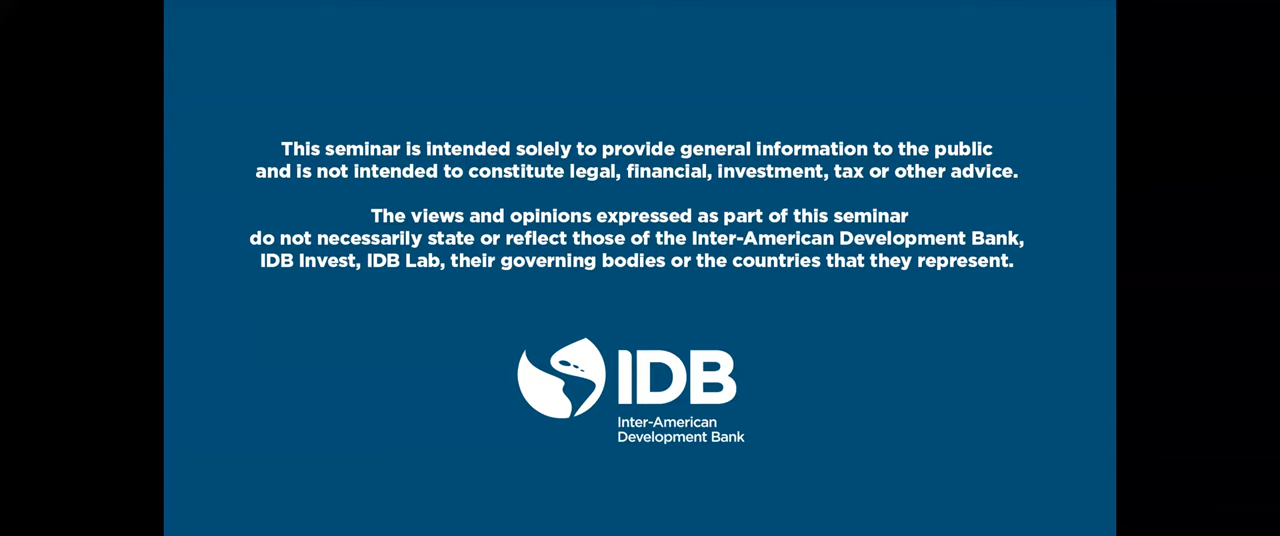 This seminar is intended solely to provide general information to the public
and is not intended to constitute legal, financial, investment, tax or other advice.
The views and opinions expressed as part of this seminar
do not necessarily state or reflect those of the Inter-American Development Bank,
IDB Invest, IDB Lab, their governing bodies or the countries that they represent.
IDB
Inter-American
Development Bank